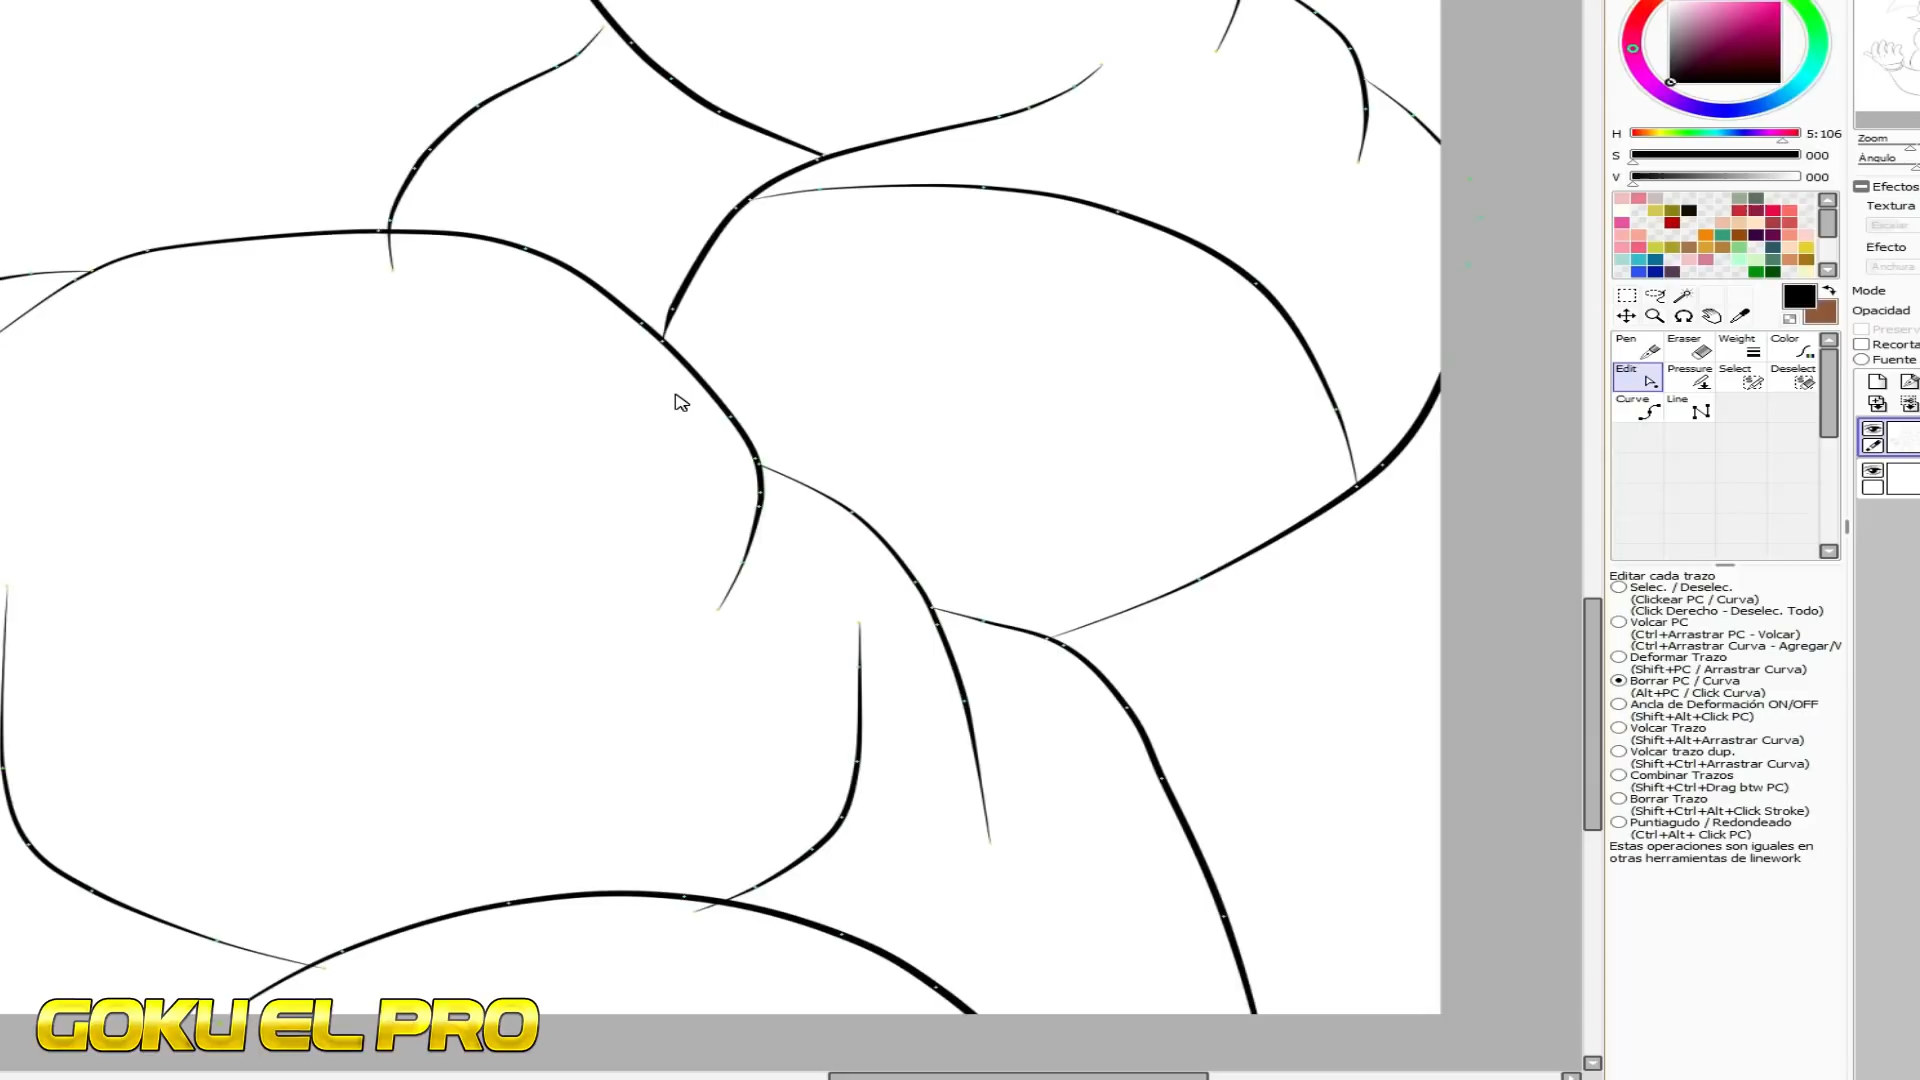 H 5:106
S 000
V 000
Zoom
Ángulo
Efectos
Textura
Escalar
Efecto
Anchura
Mode
Opacidad
Preserv
Recorta
Fuente
Pen Eraser Weight Color
Edit Pressure Select Deselect
Curve Line
Editar cada trazo
Selec. / Deselec.
(Clickear PC / Curva)
(Click Derecho - Deselec. Todo)
Volcar PC
(Ctrl+Arrastrar PC - Volcar)
(Ctrl+Arrastrar Curva - Agregar/V
Deformar Trazo
(Shift+PC / Arrastrar Curva)
Borrar PC / Curva
(Alt+PC / Click Curva)
Ancla de Deformación ON/OFF
(Shift+Alt+Click PC)
Volcar Trazo
(Shift+Alt+Arrastrar Curva)
Volcar trazo dup.
(Shift+Ctrl+Arrastrar Curva)
Combinar Trazos
(Shift+Ctrl+Drag btw PC)
Borrar Trazo
(Shift+Ctrl+Alt+Click Stroke)
Puntiagudo / Redondeado
(Ctrl+Alt+ Click PC)
Estas operaciones son iguales en
otras herramientas de linework
GOKU EL PRO